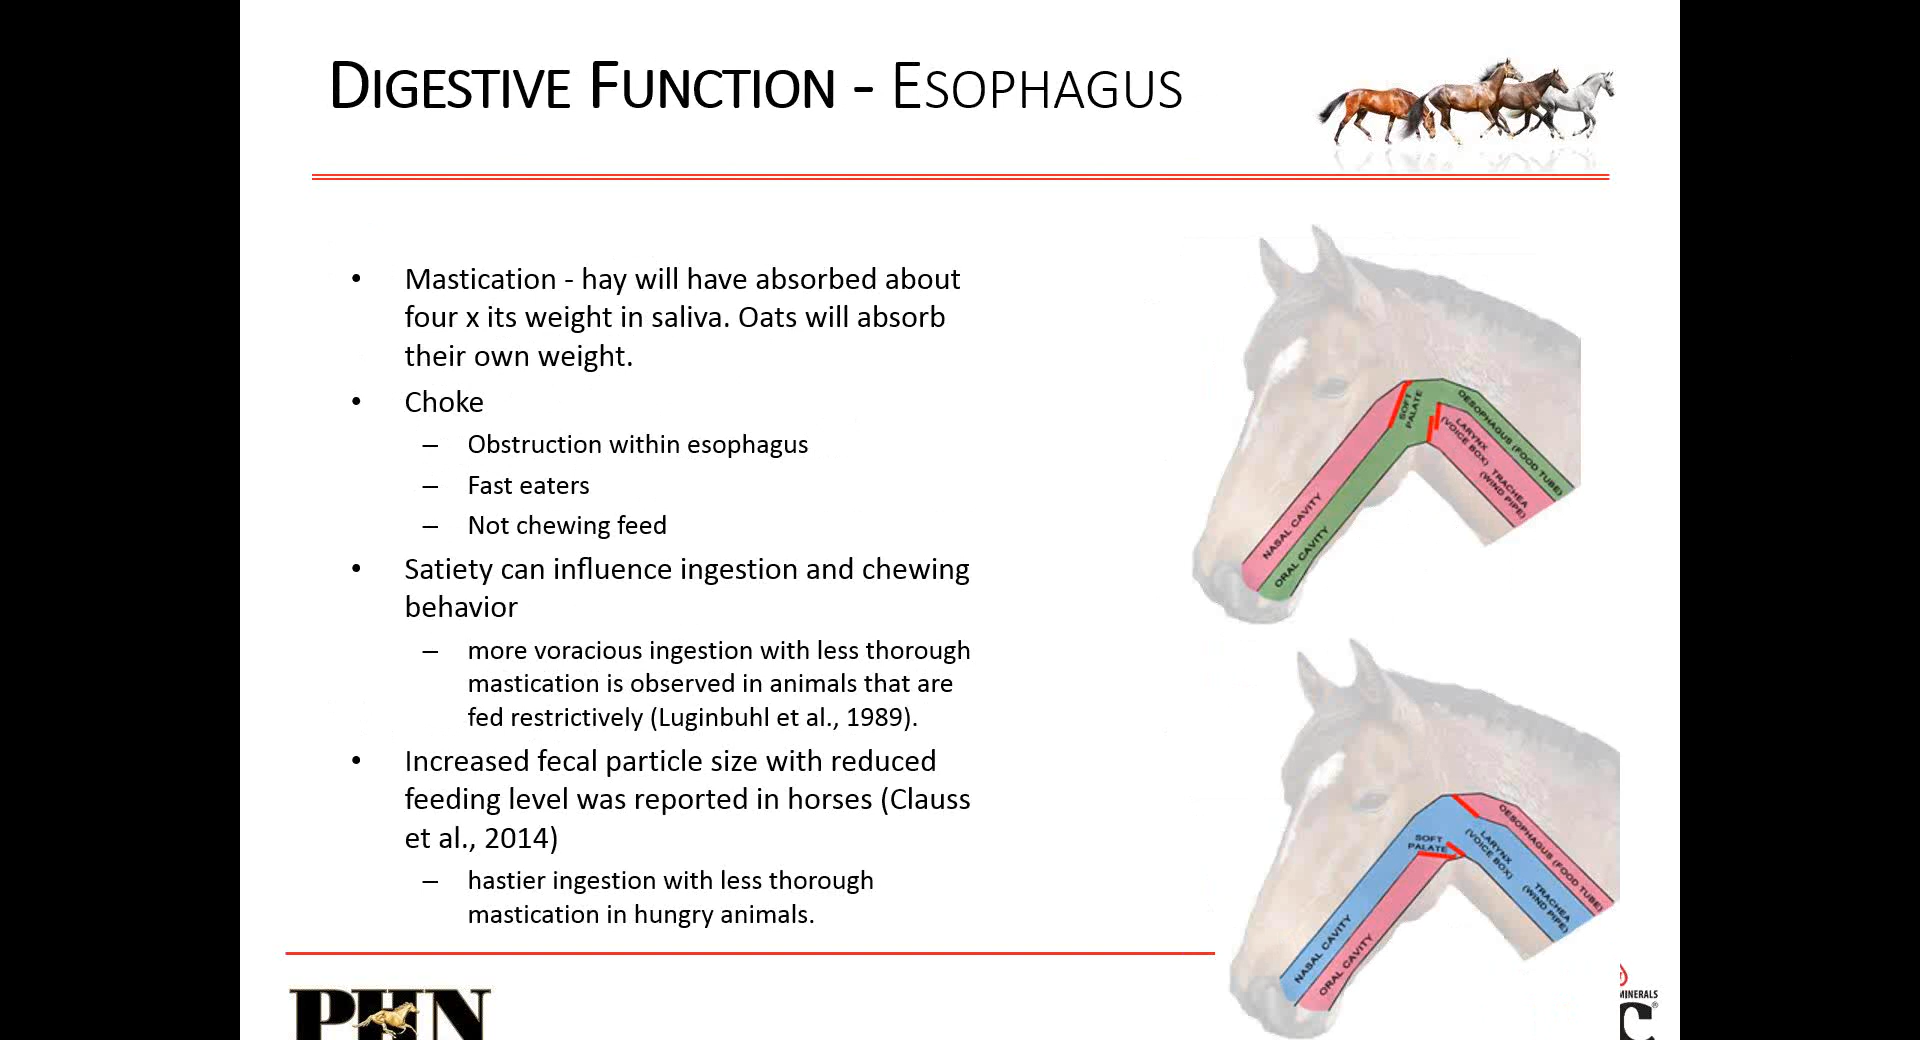 DIGESTIVE FUNCTION - ESOPHAGUS
• Mastication - hay will have absorbed about
four x its weight in saliva. Oats will absorb
their own weight.
• Choke
– Obstruction within esophagus
– Fast eaters
– Not chewing feed
• Satiety can influence ingestion and chewing
behavior
– more voracious ingestion with less thorough
mastication is observed in animals that are
fed restrictively (Luginbuhl et al., 1989).
• Increased fecal particle size with reduced
feeding level was reported in horses (Clauss
et al., 2014)
– hastier ingestion with less thorough
mastication in hungry animals.
SOFT
PALATE
OESOPHAGUS (FOOD TUBE)
LARYNX
(VOICE BOX)
TRACHEA
(WIND PIPE)
NASAL CAVITY
ORAL CAVITY
SOFT
PALATE
OESOPHAGUS (FOOD TUBE)
LARYNX
(VOICE BOX)
TRACHEA
(WIND PIPE)
NASAL CAVITY
ORAL CAVITY
PHN
MINERALS
C®